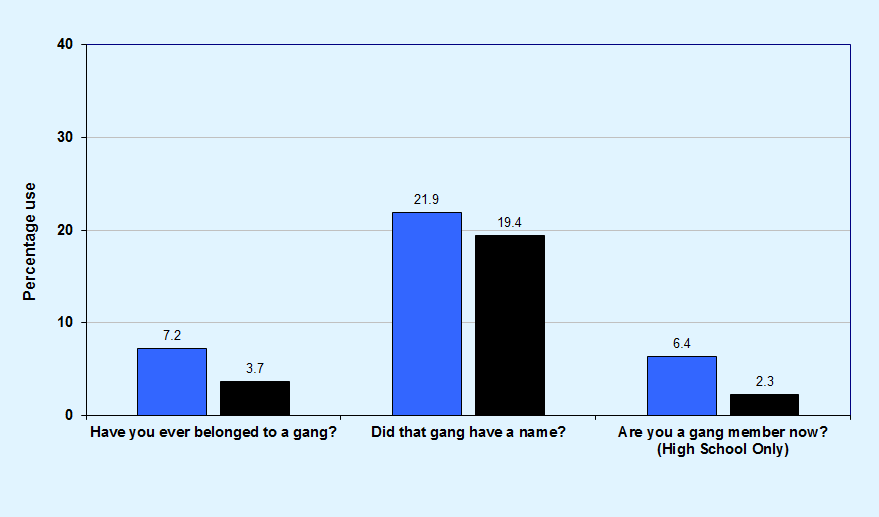 40
30
20
10
0
Percentage use
7.2
3.7
21.9
19.4
6.4
2.3
Have you ever belonged to a gang?
Did that gang have a name?
Are you a gang member now?
(High School Only)